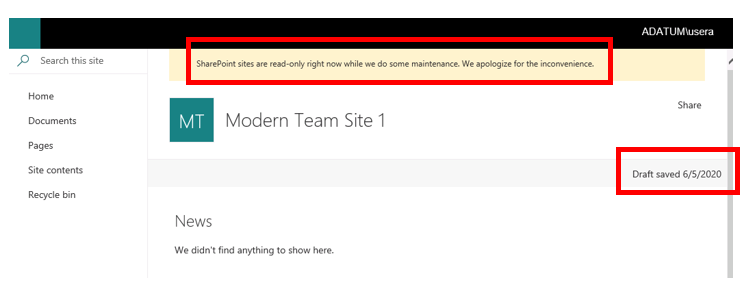 ADATUM\usera
Search this site
SharePoint sites are read-only right now while we do some maintenance. We apologize for the inconvenience.
Home
Documents
Pages
Site contents
Recycle bin
MT
Modern Team Site 1
Share
Draft saved 6/5/2020
News
We didn't find anything to show here.